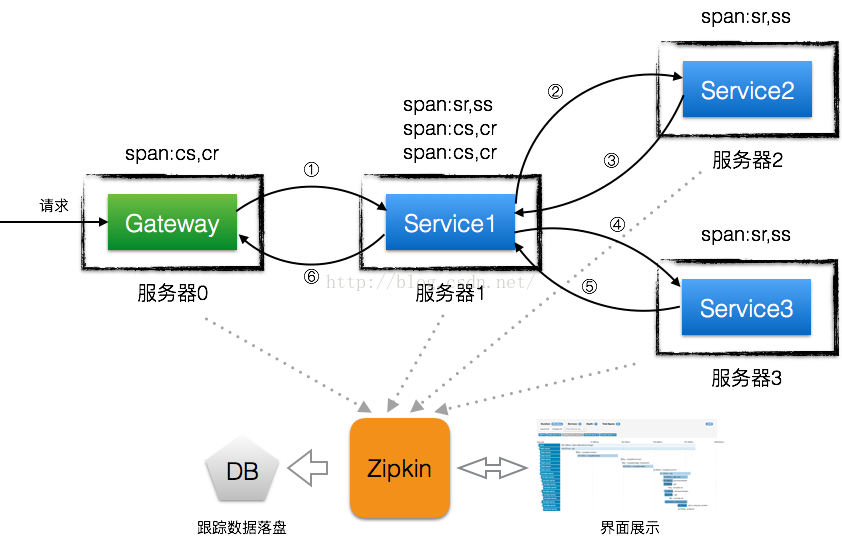 span:sr,ss
Service2
②
span:sr,ss
span:cs,cr
span:cs,cr
span:cs,cr
服务器2
①
③
请求
Gateway
Service1
④
span:sr,ss
⑥
http://blog.csdn.net/
⑤
服务器0
服务器1
Service3
服务器3
DB
Zipkin
跟踪数据落盘
界面展示